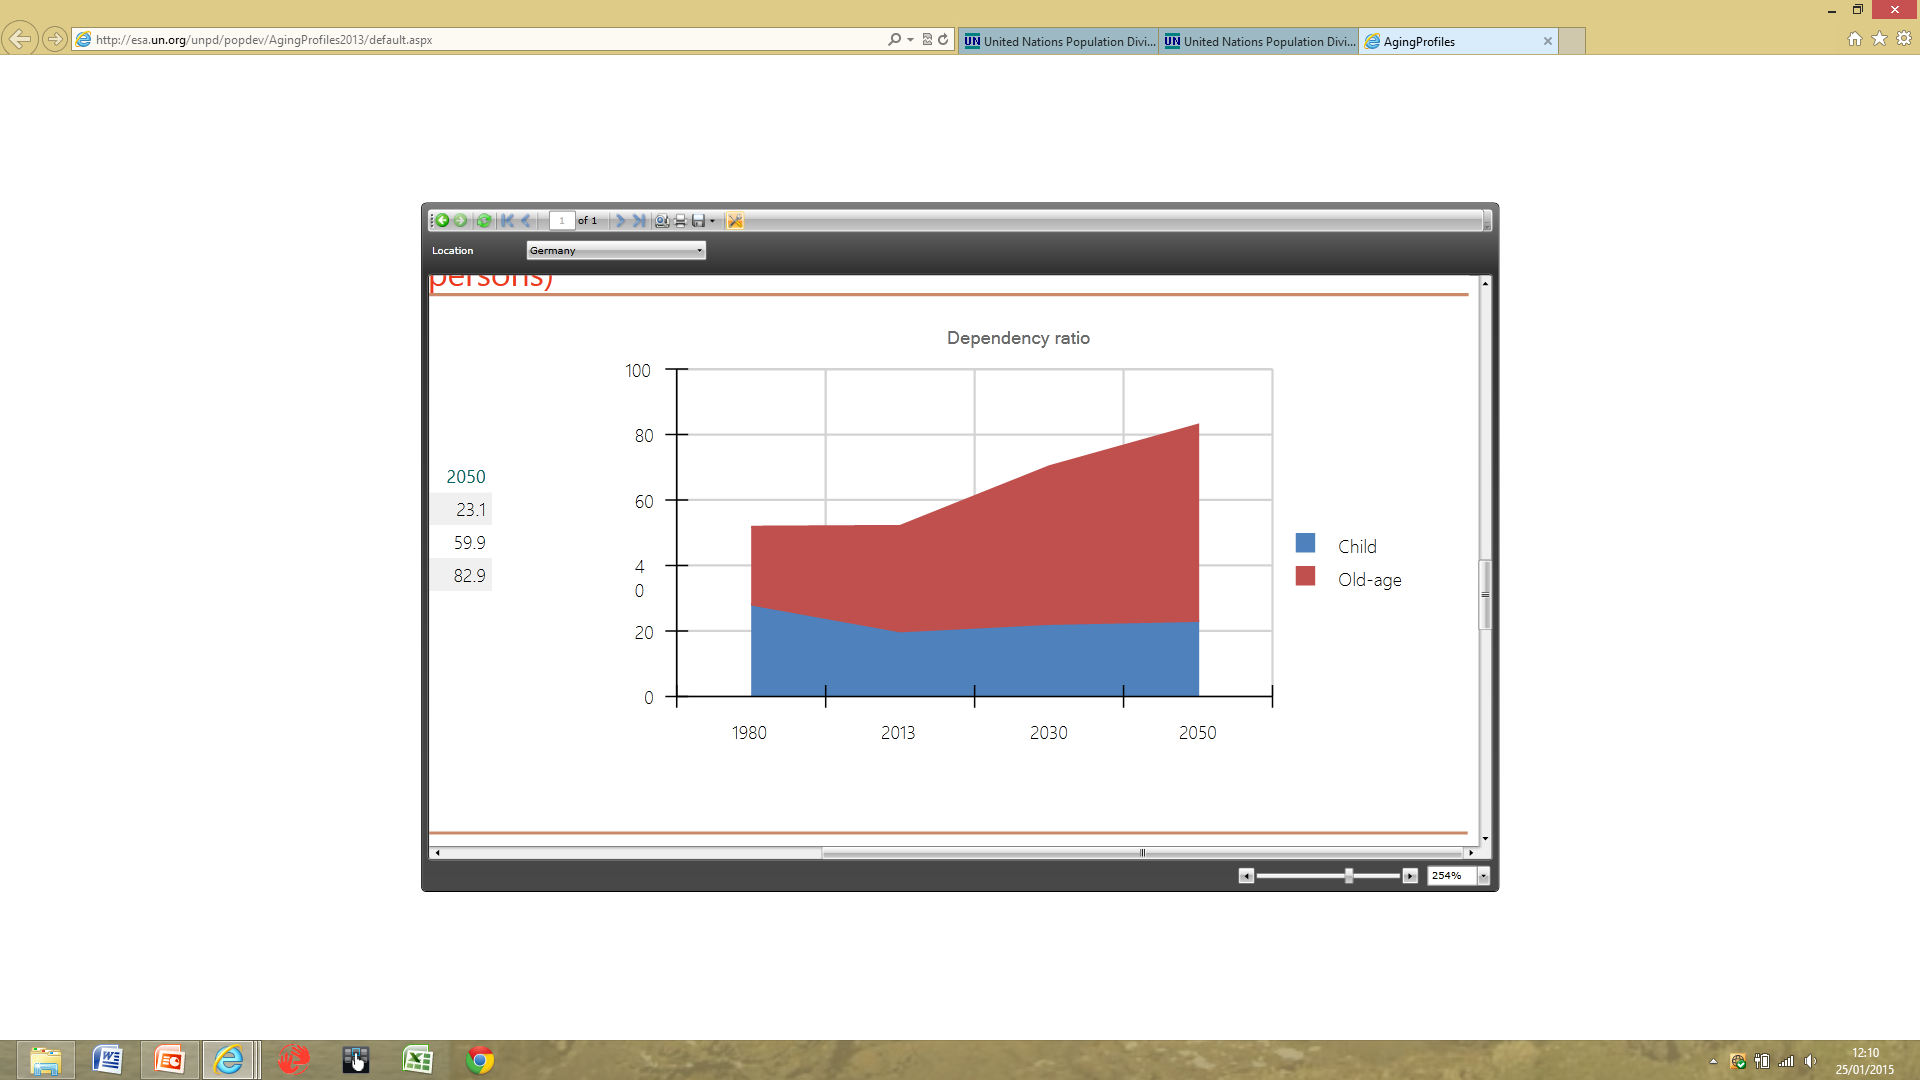 http://esa.un.org/unpd/popdev/AgingProfiles2013/default.aspx
UN United Nations Population Divi...
UN United Nations Population Divi...
AgingProfiles
1 of 1
Location Germany
persons)
Dependency ratio
100
80
60
4
0
20
0
2050
23.1
59.9
82.9
Child
Old-age
1980 2013 2030 2050
254%
12:10
25/01/2015